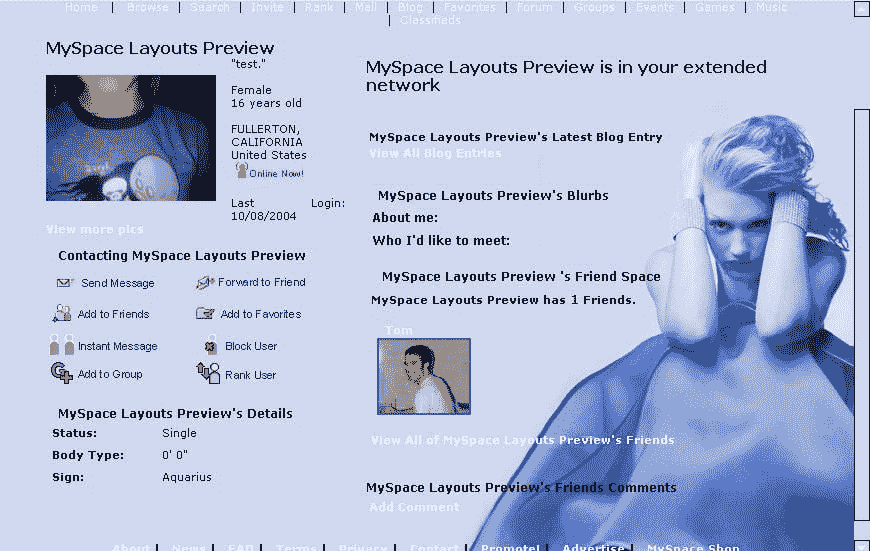 Home | Browse | Search | Invite | Rank | Mail | Blog | Favorites | Forum | Groups | Events | Games | Music
| Classifieds
MySpace Layouts Preview
"test."
Female
16 years old
FULLERTON,
CALIFORNIA
United States
Online Now!
Last Login:
10/08/2004
View more pics
Contacting MySpace Layouts Preview
Send Message Forward to Friend
Add to Friends Add to Favorites
Instant Message Block User
Add to Group Rank User
MySpace Layouts Preview's Details
Status: Single
Body Type: 0' 0"
Sign: Aquarius
MySpace Layouts Preview is in your extended
network
MySpace Layouts Preview's Latest Blog Entry
View All Blog Entries
MySpace Layouts Preview's Blurbs
About me:
Who I'd like to meet:
MySpace Layouts Preview 's Friend Space
MySpace Layouts Preview has 1 Friends.
Tom
View All of MySpace Layouts Preview's Friends
MySpace Layouts Preview's Friends Comments
Add Comment
About | News | FAQ | Terms | Privacy | Contact | Promote! | Advertise | MySpace Shop